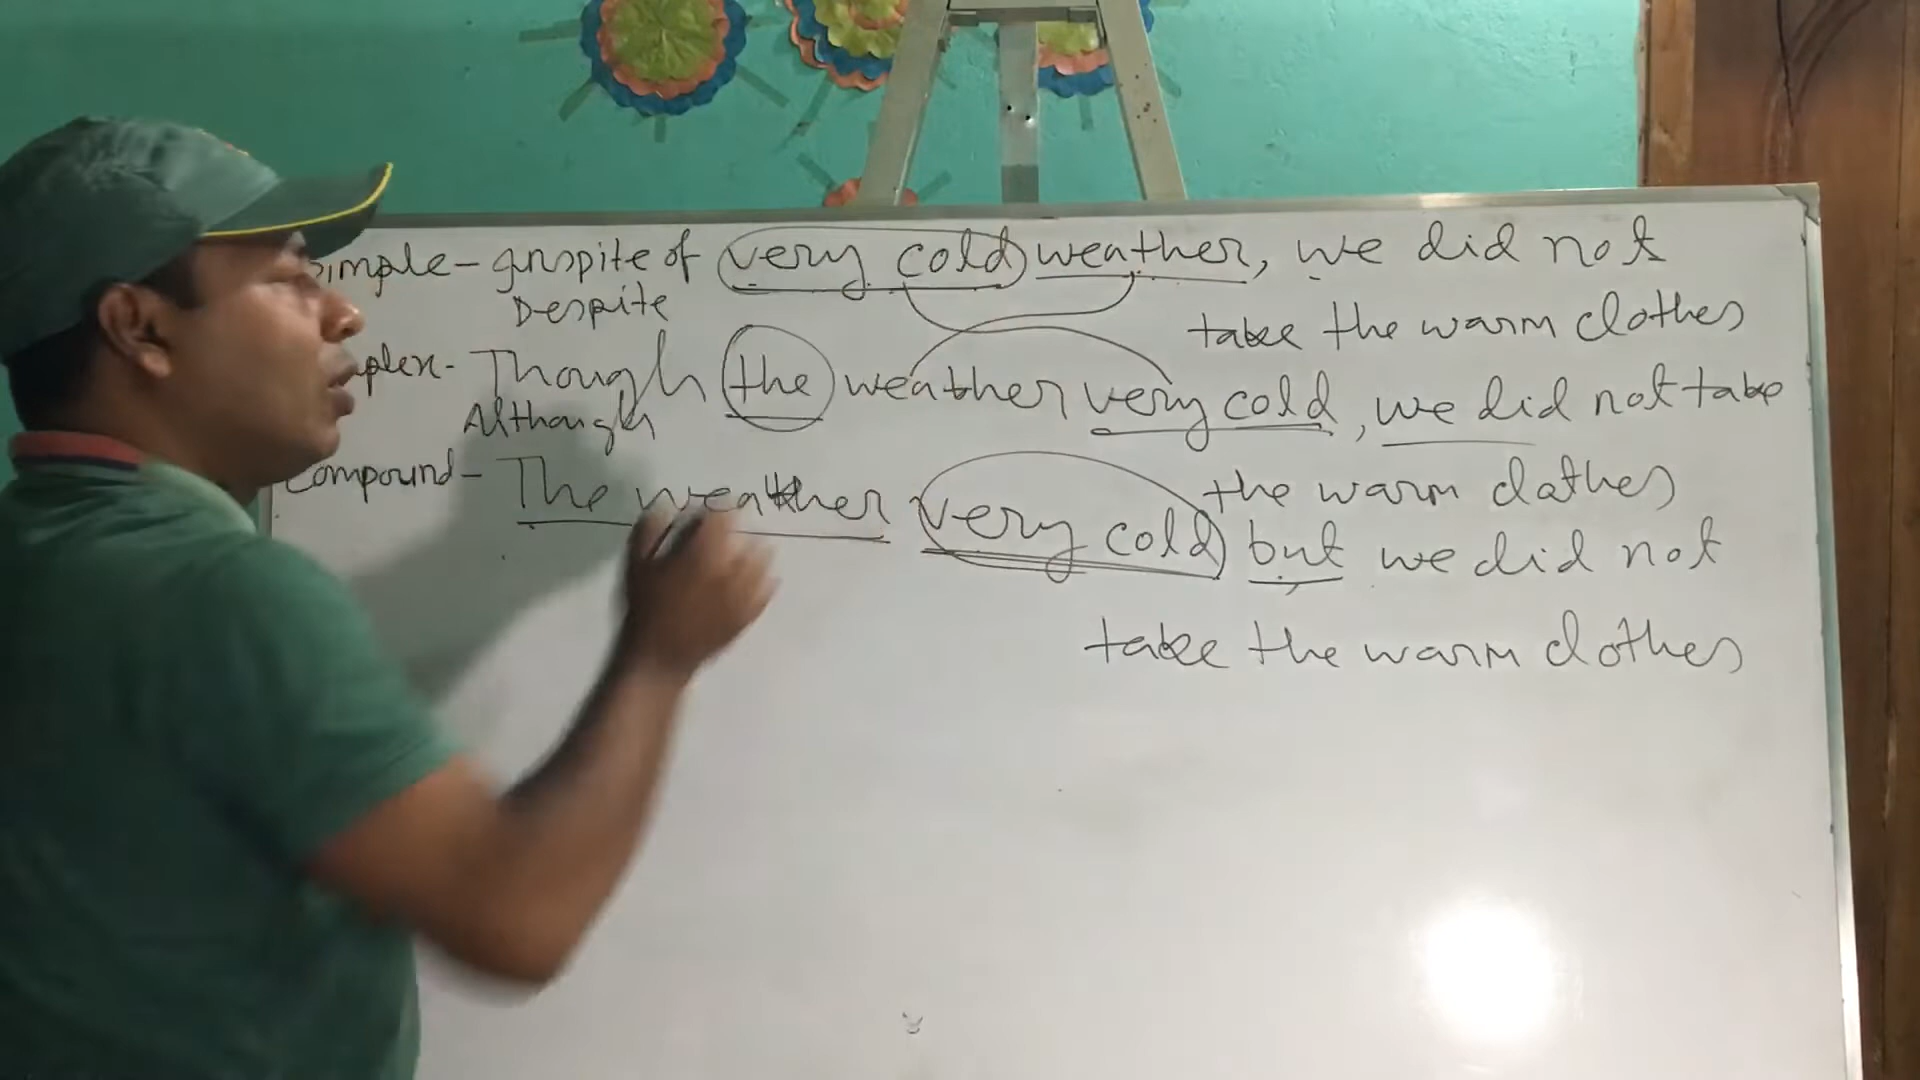 Simple - Inspite of very cold weather, we did not
Despite
take the warm clothes
plex - Though the weather very cold, we did not take
Although
the warm clothes
Compound - The weather very cold but we did not
take the warm clothes